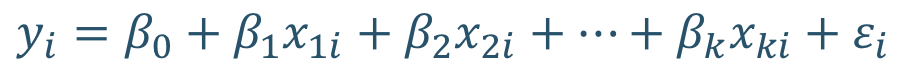 yᵢ = β₀ + β₁x₁ᵢ + β₂x₂ᵢ + ⋯ + βₖxₖᵢ + εᵢ